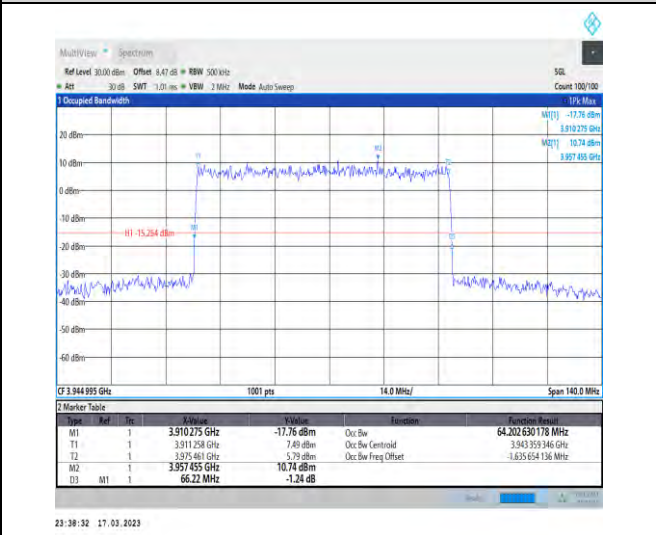 MultiView Spectrum
Ref Level 30.00 dBm Offset 8.47 dB RBW 500 kHz SGL
Att 30 dB SWT 1.01 ms VBW 2 MHz Mode Auto Sweep Count 100/100
1 Occupied Bandwidth 1Pk Max
M1[1] -17.76 dBm
3.910 275 GHz
20 dBm M2[1] 10.74 dBm
3.957 455 GHz
M2
T1 T2
10 dBm
0 dBm
-10 dBm
H1 -15.264 dBm M1
-20 dBm D3
-30 dBm
-40 dBm
-50 dBm
-60 dBm
CF 3.944 995 GHz 1001 pts 14.0 MHz/ Span 140.0 MHz
2 Marker Table
Type Ref Trc X-Value Y-Value Function Function Result
M1 1 3.910 275 GHz -17.76 dBm Occ Bw 64.202 630 178 MHz
T1 1 3.911 258 GHz 7.49 dBm Occ Bw Centroid 3.943 359 346 GHz
T2 1 3.975 461 GHz 5.79 dBm Occ Bw Freq Offset -1.635 654 136 MHz
M2 1 3.957 455 GHz 10.74 dBm
D3 M1 1 66.22 MHz -1.24 dB
23:38:32 17.03.2023